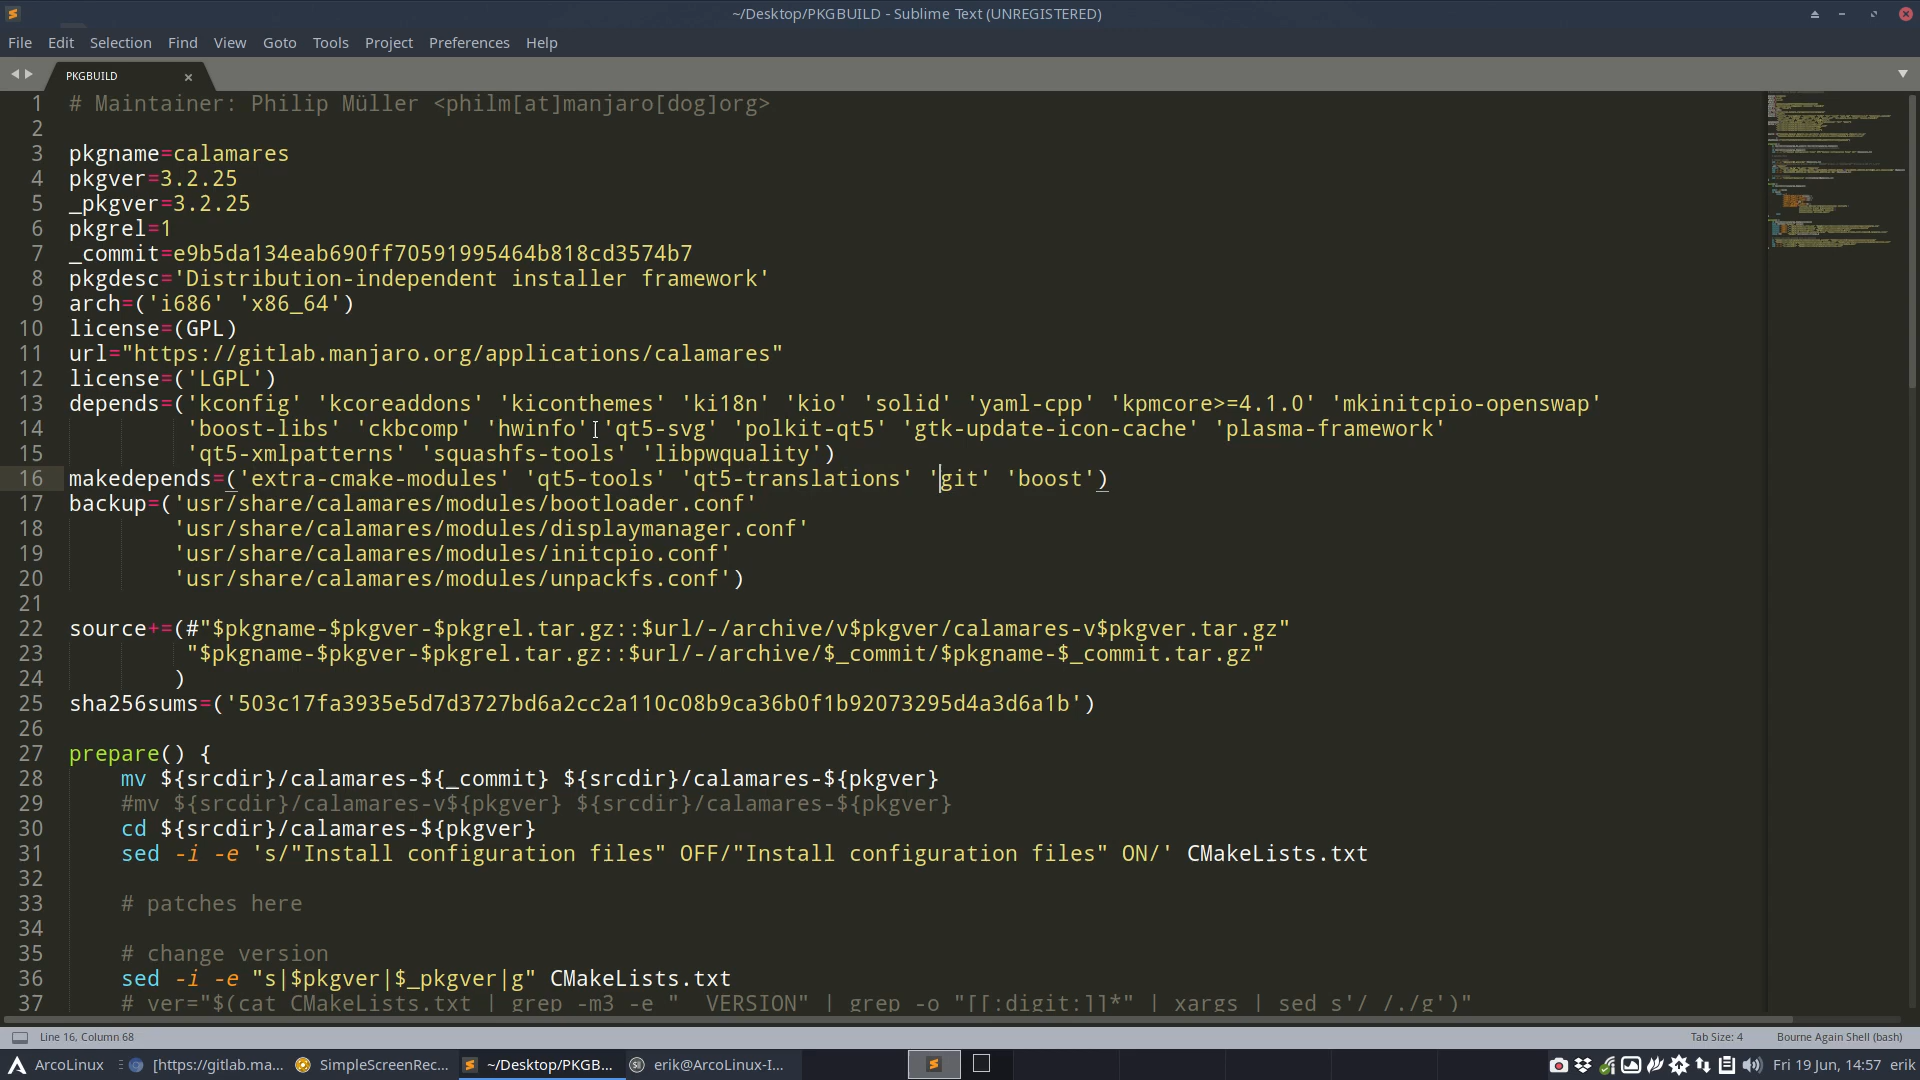 ~/Desktop/PKGBUILD - Sublime Text (UNREGISTERED)
File Edit Selection Find View Goto Tools Project Preferences Help
PKGBUILD
1 # Maintainer: Philip Müller <philm[at]manjaro[dog]org>
2
3 pkgname=calamares
4 pkgver=3.2.25
5 _pkgver=3.2.25
6 pkgrel=1
7 _commit=e9b5da134eab690ff70591995464b818cd3574b7
8 pkgdesc='Distribution-independent installer framework'
9 arch=('i686' 'x86_64')
10 license=(GPL)
11 url="https://gitlab.manjaro.org/applications/calamares"
12 license=('LGPL')
13 depends=('kconfig' 'kcoreaddons' 'kiconthemes' 'ki18n' 'kio' 'solid' 'yaml-cpp' 'kpmcore>=4.1.0' 'mkinitcpio-openswap'
14 'boost-libs' 'ckbcomp' 'hwinfo' 'qt5-svg' 'polkit-qt5' 'gtk-update-icon-cache' 'plasma-framework'
15 'qt5-xmlpatterns' 'squashfs-tools' 'libpwquality')
16 makedepends=('extra-cmake-modules' 'qt5-tools' 'qt5-translations' 'git' 'boost')
17 backup=('usr/share/calamares/modules/bootloader.conf'
18 'usr/share/calamares/modules/displaymanager.conf'
19 'usr/share/calamares/modules/initcpio.conf'
20 'usr/share/calamares/modules/unpackfs.conf')
21
22 source+=(#"$pkgname-$pkgver-$pkgrel.tar.gz::$url/-/archive/v$pkgver/calamares-v$pkgver.tar.gz"
23 "$pkgname-$pkgver-$pkgrel.tar.gz::$url/-/archive/$_commit/$pkgname-$_commit.tar.gz"
24 )
25 sha256sums=('503c17fa3935e5d7d3727bd6a2cc2a110c08b9ca36b0f1b92073295d4a3d6a1b')
26
27 prepare() {
28 mv ${srcdir}/calamares-${_commit} ${srcdir}/calamares-${pkgver}
29 #mv ${srcdir}/calamares-v${pkgver} ${srcdir}/calamares-${pkgver}
30 cd ${srcdir}/calamares-${pkgver}
31 sed -i -e 's/"Install configuration files" OFF/"Install configuration files" ON/' CMakeLists.txt
32
33 # patches here
34
35 # change version
36 sed -i -e "s|$pkgver|$_pkgver|g" CMakeLists.txt
37 # ver="$(cat CMakeLists.txt | grep -m3 -e "  VERSION" | grep -o "[[:digit:]]*" | xargs | sed s'/ /./g')"
Line 16, Column 68 Tab Size: 4 Bourne Again Shell (bash)
ArcoLinux [https://gitlab.ma... SimpleScreenRec... ~/Desktop/PKGB... erik@ArcoLinux-I... Fri 19 Jun, 14:57 erik